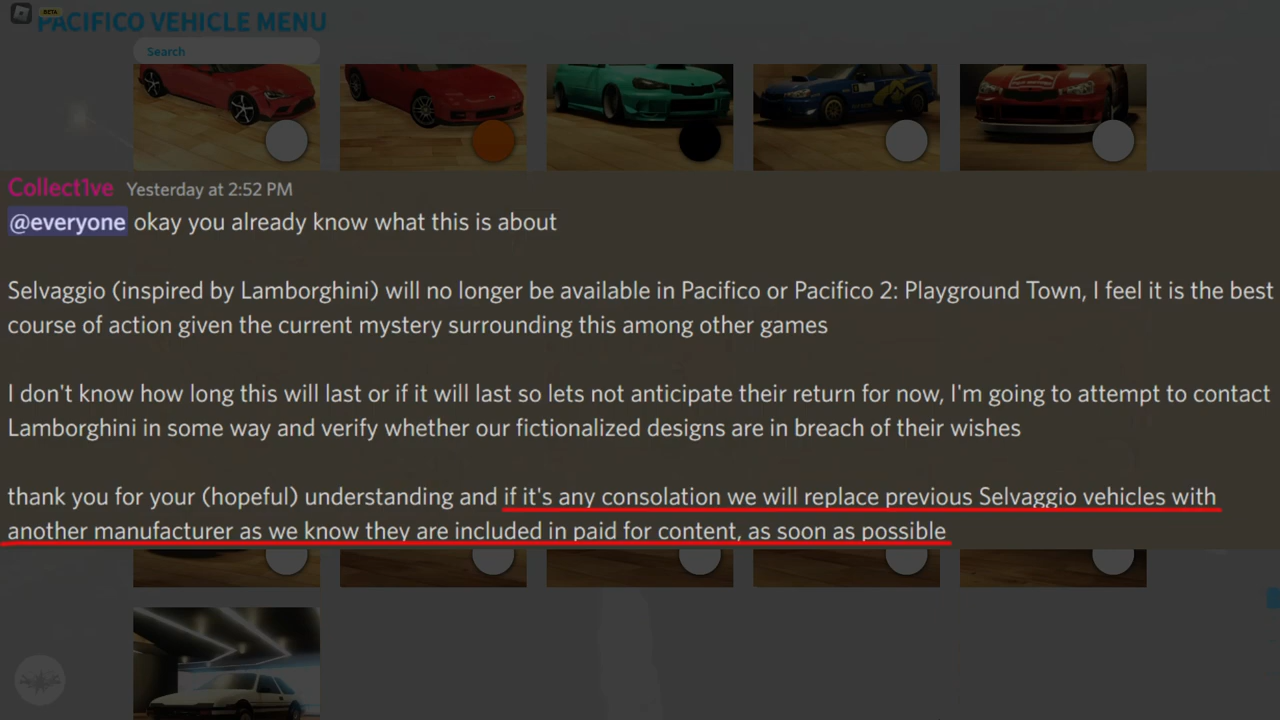 BETA
PACIFICO VEHICLE MENU
Search
Collect1ve Yesterday at 2:52 PM
@everyone okay you already know what this is about
Selvaggio (inspired by Lamborghini) will no longer be available in Pacifico or Pacifico 2: Playground Town, I feel it is the best
course of action given the current mystery surrounding this among other games
I don't know how long this will last or if it will last so lets not anticipate their return for now, I'm going to attempt to contact
Lamborghini in some way and verify whether our fictionalized designs are in breach of their wishes
thank you for your (hopeful) understanding and if it's any consolation we will replace previous Selvaggio vehicles with
another manufacturer as we know they are included in paid for content, as soon as possible